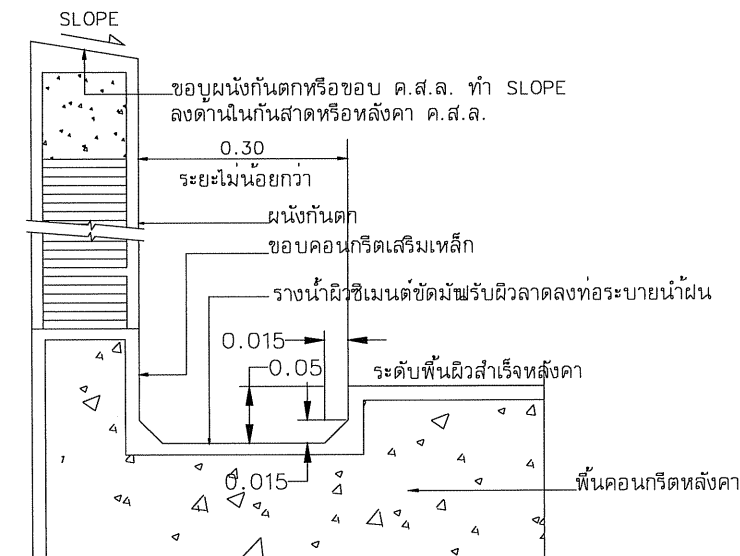 SLOPE
ขอบผนังกันตกหรือขอบ ค.ส.ล. ทำ SLOPE
ลงด้านในกันสาดหรือหลังคา ค.ส.ล.
0.30
ระยะไม่น้อยกว่า
ผนังกันตก
ขอบคอนกรีตเสริมเหล็ก
รางน้ำผิวซิเมนต์ขัดมันปรับผิวลาดลงท่อระบายน้ำฝน
0.015
0.05
ระดับพื้นผิวสำเร็จหลังคา
0.015
พื้นคอนกรีตหลังคา